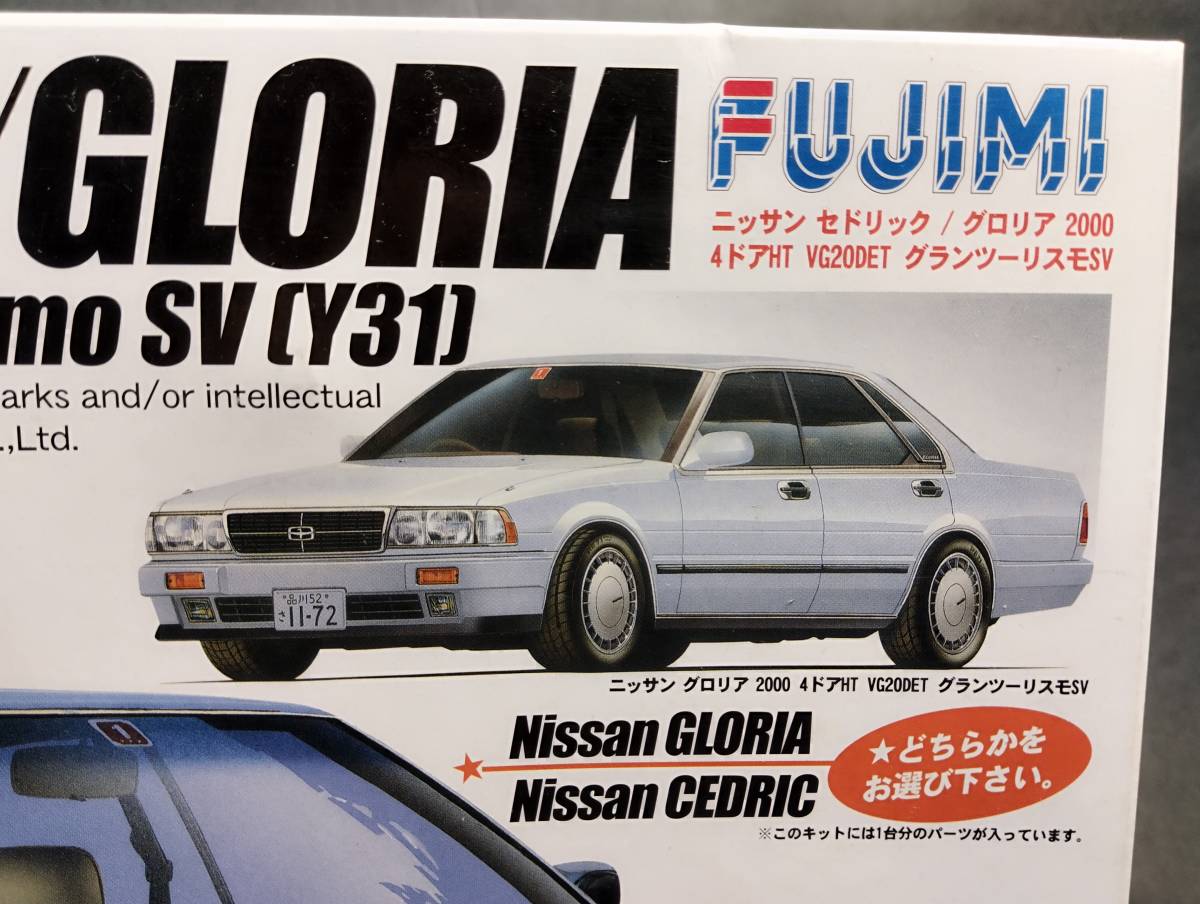 /GLORIA
FUJIMI
ニッサン セドリック / グロリア 2000
4ドアHT VG20DET グランツーリスモSV
mo SV (Y31)
arks and/or intellectual
.,Ltd.
品川 52
さ 11-72
ニッサン グロリア 2000 4ドアHT VG20DET グランツーリスモSV
1
Nissan GLORIA
Nissan CEDRIC
★どちらかを
お選び下さい。
※このキットには1台分のパーツが入っています。